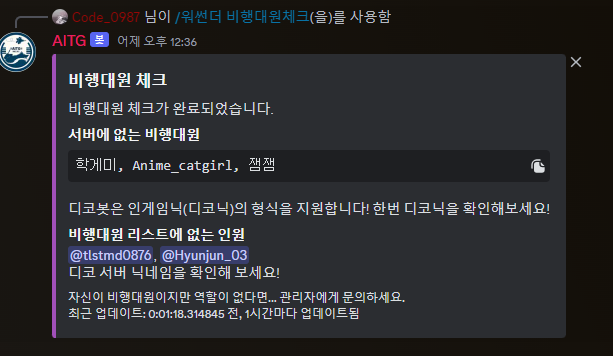 Code_0987 님이 /워썬더 비행대원체크(을)를 사용함
AITG 봇 어제 오후 12:36
비행대원 체크
비행대원 체크가 완료되었습니다.
서버에 없는 비행대원
학게미, Anime_catgirl, 잼잼
디코봇은 인게임닉(디코닉)의 형식을 지원합니다! 한번 디코닉을 확인해보세요!
비행대원 리스트에 없는 인원
@tlstmd0876, @Hyunjun_03
디코 서버 닉네임을 확인해 보세요!
자신이 비행대원이지만 역할이 없다면... 관리자에게 문의하세요.
최근 업데이트: 0:01:18.314845 전, 1시간마다 업데이트됨